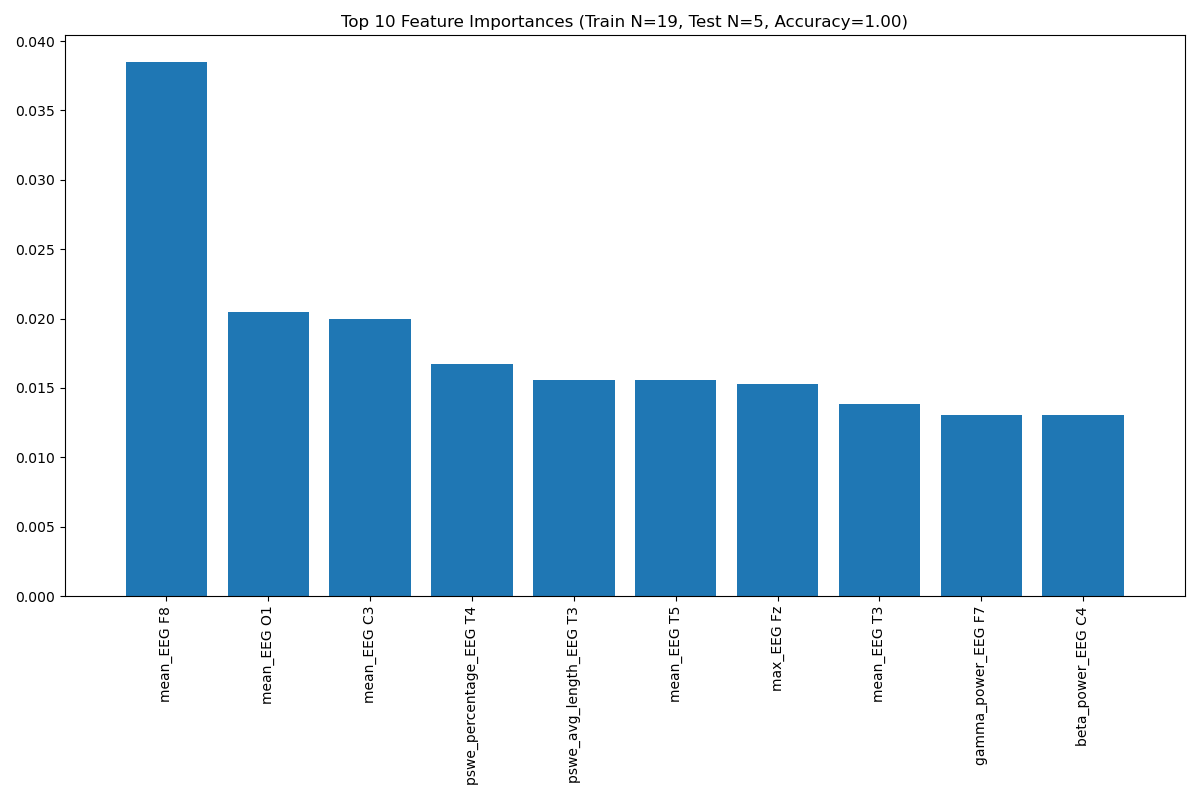 Top 10 Feature Importances (Train N=19, Test N=5, Accuracy=1.00)
0.040
0.035
0.030
0.025
0.020
0.015
0.010
0.005
0.000
mean_EEG F8
mean_EEG O1
mean_EEG C3
pswe_percentage_EEG T4
pswe_avg_length_EEG T3
mean_EEG T5
max_EEG Fz
mean_EEG T3
gamma_power_EEG F7
beta_power_EEG C4